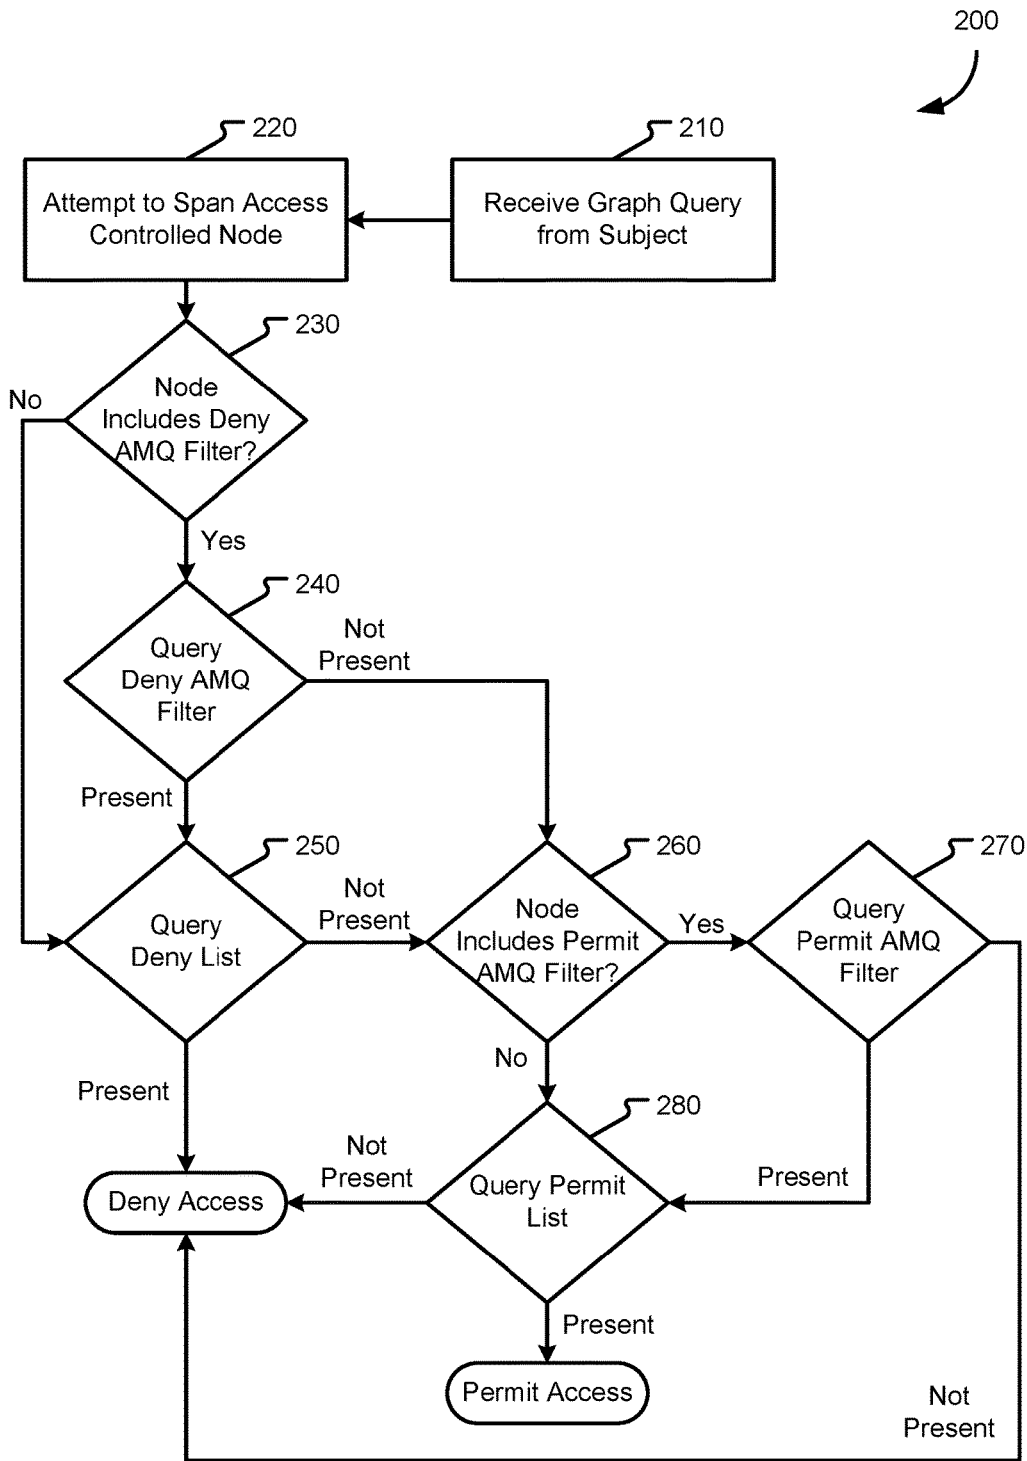 200
220
210
Attempt to Span Access
Controlled Node
Receive Graph Query
from Subject
230
No
Node
Includes Deny
AMQ Filter?
Yes
240
Query
Deny AMQ
Filter
Not
Present
Present
250
260
270
Query
Deny List
Not
Present
Node
Includes Permit
AMQ Filter?
Yes
Query
Permit AMQ
Filter
No
Present
280
Not
Present
Present
Deny Access
Query Permit
List
Present
Permit Access
Not
Present